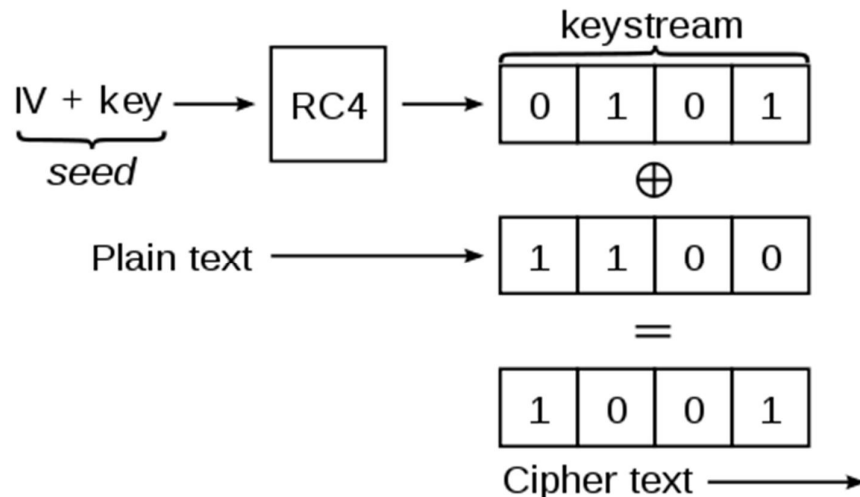 keystream
IV + key
RC4
0 1 0 1
seed
⊕
Plain text
1 1 0 0
=
1 0 0 1
Cipher text